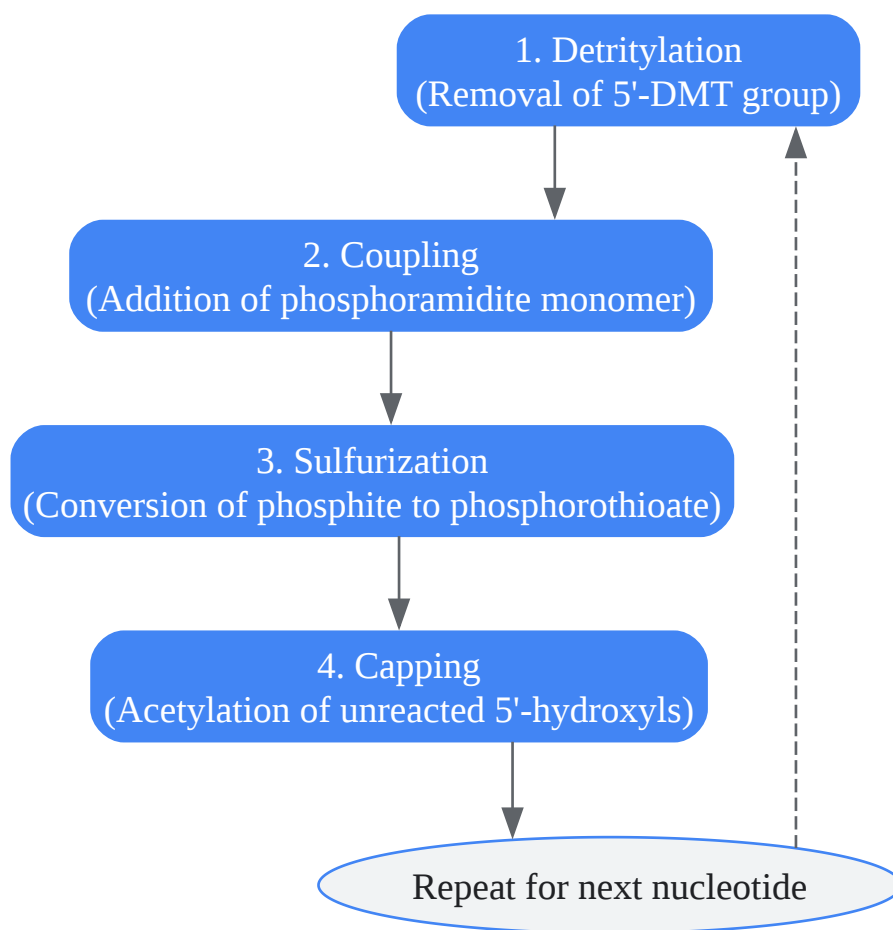 1. Detritylation
(Removal of 5'-DMT group)
2. Coupling
(Addition of phosphoramidite monomer)
3. Sulfurization
(Conversion of phosphite to phosphorothioate)
4. Capping
(Acetylation of unreacted 5'-hydroxyls)
Repeat for next nucleotide